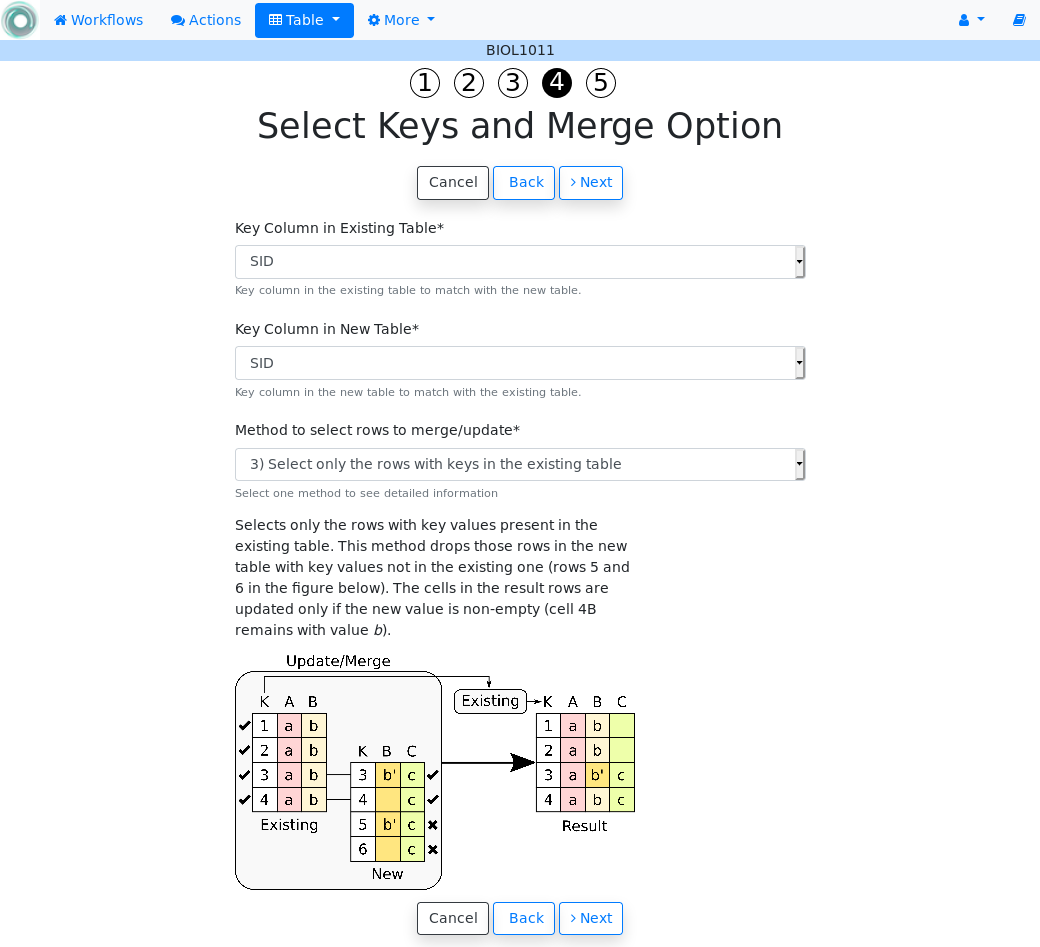 Workflows Actions Table More
BIOL1011
1 2 3 4 5
Select Keys and Merge Option
Cancel Back Next
Key Column in Existing Table*
SID
Key column in the existing table to match with the new table.
Key Column in New Table*
SID
Key column in the new table to match with the existing table.
Method to select rows to merge/update*
3) Select only the rows with keys in the existing table
Select one method to see detailed information
Selects only the rows with key values present in the
existing table. This method drops those rows in the new
table with key values not in the existing one (rows 5 and
6 in the figure below). The cells in the result rows are
updated only if the new value is non-empty (cell 4B
remains with value b).
Update/Merge
K A B
1 a b
2 a b
3 a b
4 a b
Existing
K B C
3 b' c
4 c
5 b' c
6 c
New
Existing
K A B C
1 a b
2 a b
3 a b' c
4 a b c
Result
Cancel Back Next